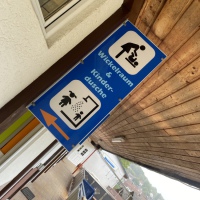 Wickelraum
& Kinder-
dusche